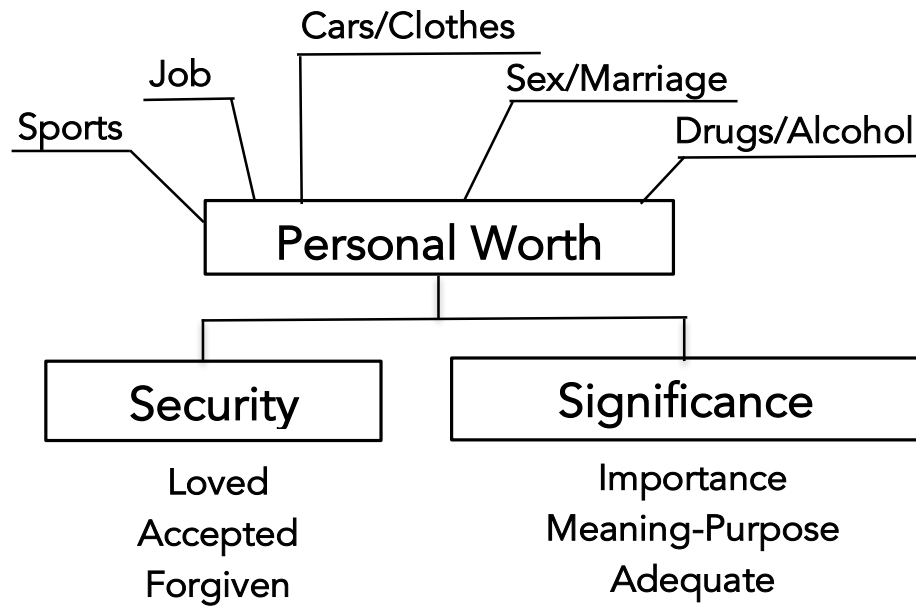 Cars/Clothes
Job
Sex/Marriage
Sports
Drugs/Alcohol
Personal Worth
Security
Significance
Loved
Importance
Accepted
Meaning-Purpose
Forgiven
Adequate